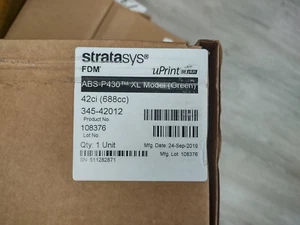 stratasys®
FDM™ uPrint SE PLUS
ABS-P430™ XL Model (Green)
42ci (688cc)
345-42012
Product No
108376
Lot No.
Qty: 1 Unit
Mfg. Date: 24-Sep-2018
Mfg. Lot: 108376
SN: 511282871